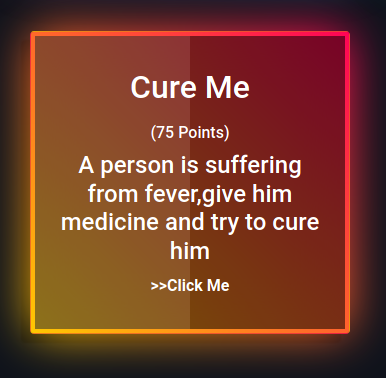 Cure Me
(75 Points)
A person is suffering
from fever,give him
medicine and try to cure
him
>>Click Me